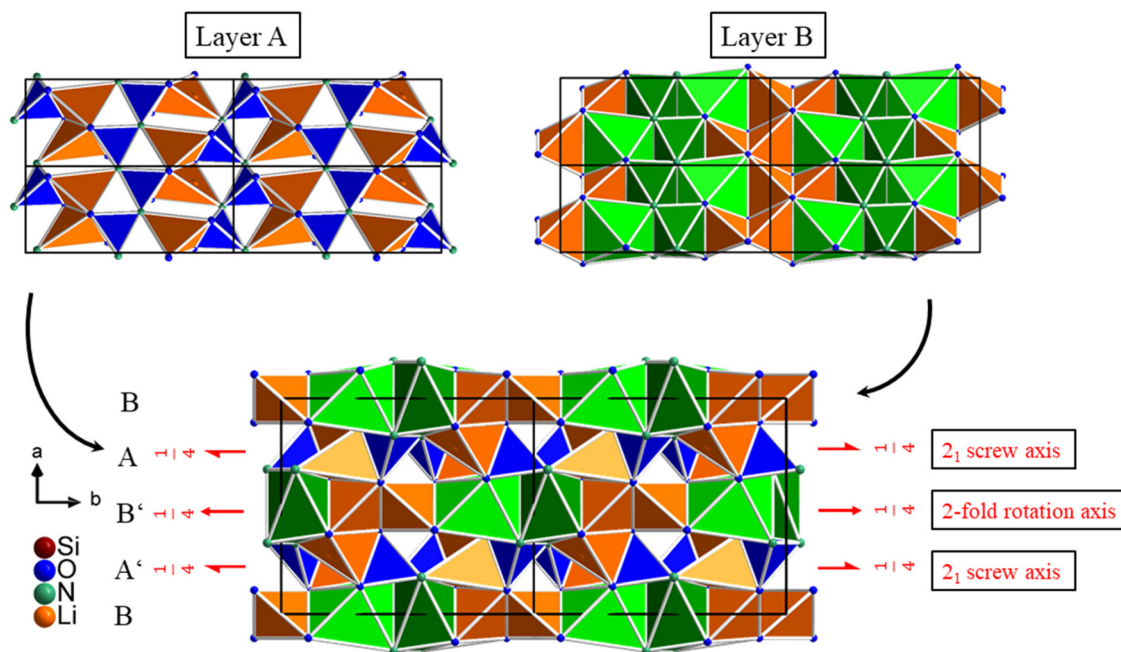 Layer A
Layer B
B
A
1/4
2₁ screw axis
1/4
a
b
B‘
1/4
2-fold rotation axis
1/4
A‘
1/4
2₁ screw axis
1/4
B
Si
O
N
Li